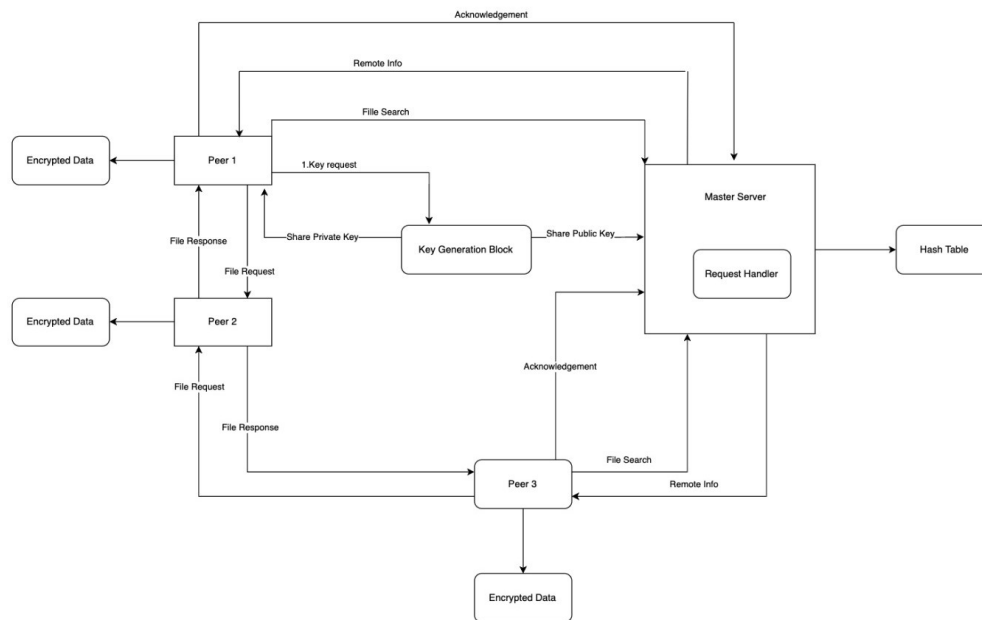 Acknowledgement
Remote Info
Fille Search
Encrypted Data
Peer 1
1.Key request
Master Server
File Response
Share Private Key
Key Generation Block
Share Public Key
Hash Table
File Request
Request Handler
Encrypted Data
Peer 2
File Request
Acknowledgement
File Response
File Search
Peer 3
Remote Info
Encrypted Data